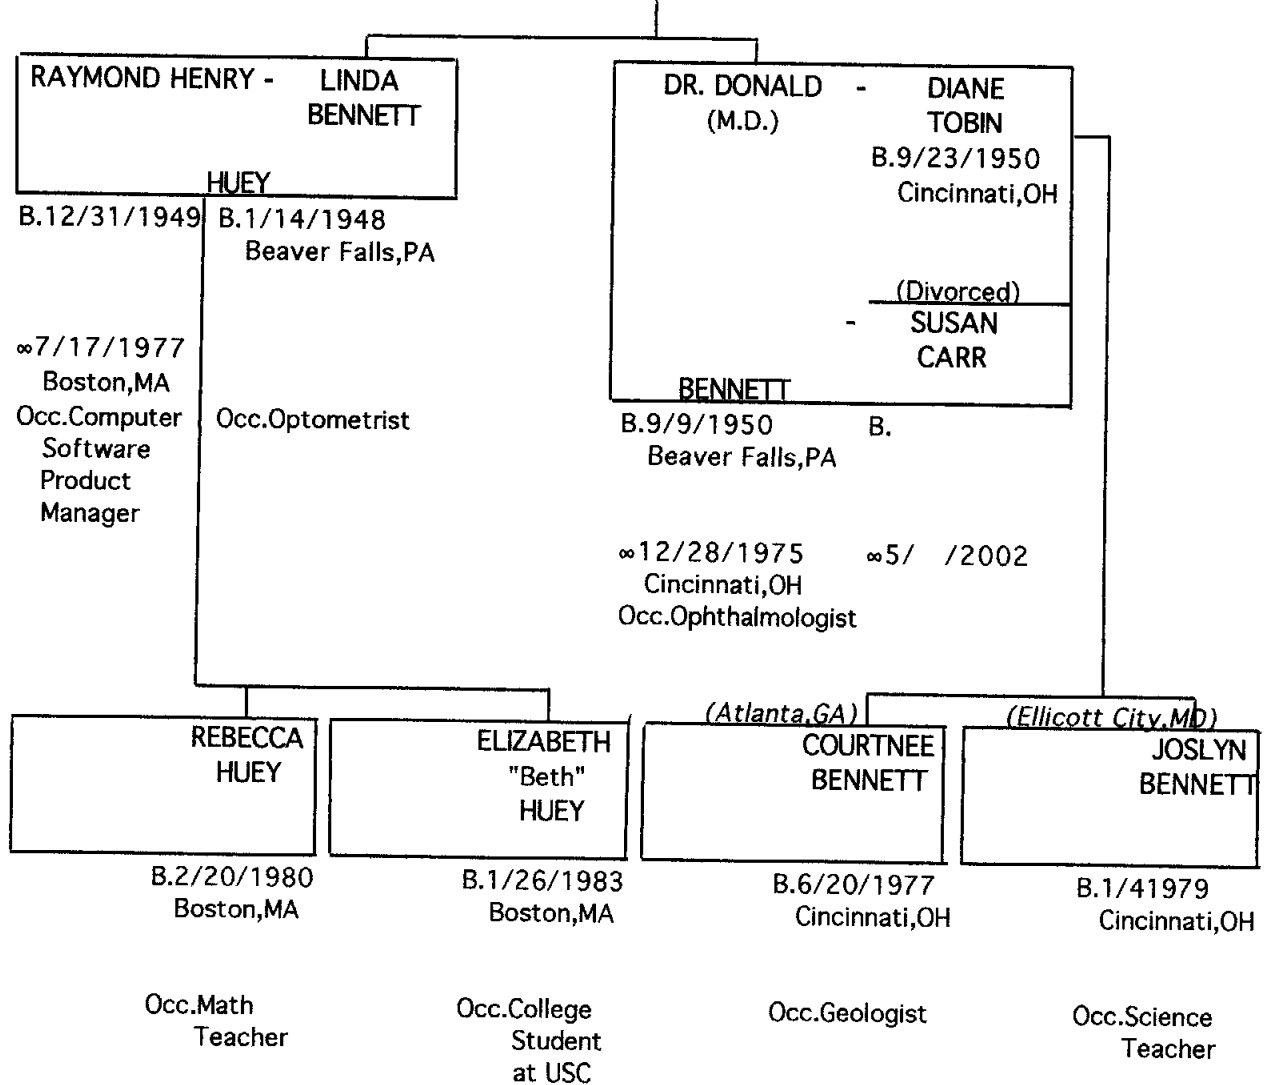 RAYMOND HENRY - LINDA
BENNETT
HUEY
B.12/31/1949 B.1/14/1948
Beaver Falls,PA
∞7/17/1977
Boston,MA
Occ.Computer Occ.Optometrist
Software
Product
Manager
DR. DONALD - DIANE
(M.D.) TOBIN
B.9/23/1950
Cincinnati,OH
(Divorced)
- SUSAN
CARR
BENNETT
B.9/9/1950 B.
Beaver Falls,PA
∞12/28/1975 ∞5/ /2002
Cincinnati,OH
Occ.Ophthalmologist
REBECCA
HUEY
B.2/20/1980
Boston,MA
Occ.Math
Teacher
ELIZABETH
"Beth"
HUEY
B.1/26/1983
Boston,MA
Occ.College
Student
at USC
(Atlanta,GA)
COURTNEE
BENNETT
B.6/20/1977
Cincinnati,OH
Occ.Geologist
(Ellicott City,MD)
JOSLYN
BENNETT
B.1/41979
Cincinnati,OH
Occ.Science
Teacher